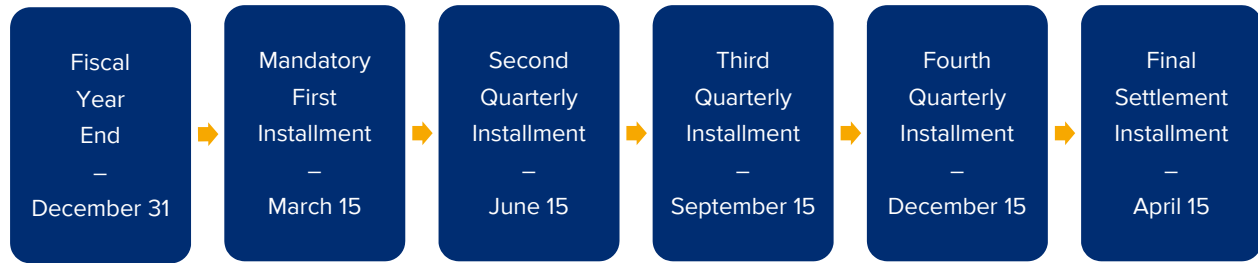 Fiscal
Year
End
–
December 31
Mandatory
First
Installment
–
March 15
Second
Quarterly
Installment
–
June 15
Third
Quarterly
Installment
–
September 15
Fourth
Quarterly
Installment
–
December 15
Final
Settlement
Installment
–
April 15